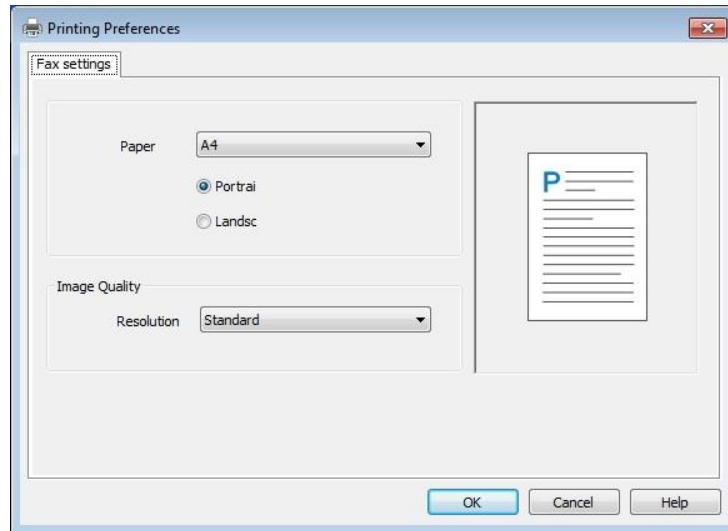 Printing Preferences
Fax settings
Paper
A4
Portrai
Landsc
Image Quality
Resolution
Standard
P
OK
Cancel
Help